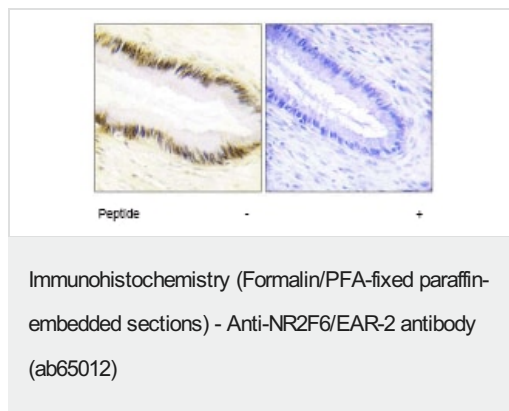 Peptide - +
Immunohistochemistry (Formalin/PFA-fixed paraffin-
embedded sections) - Anti-NR2F6/EAR-2 antibody
(ab65012)